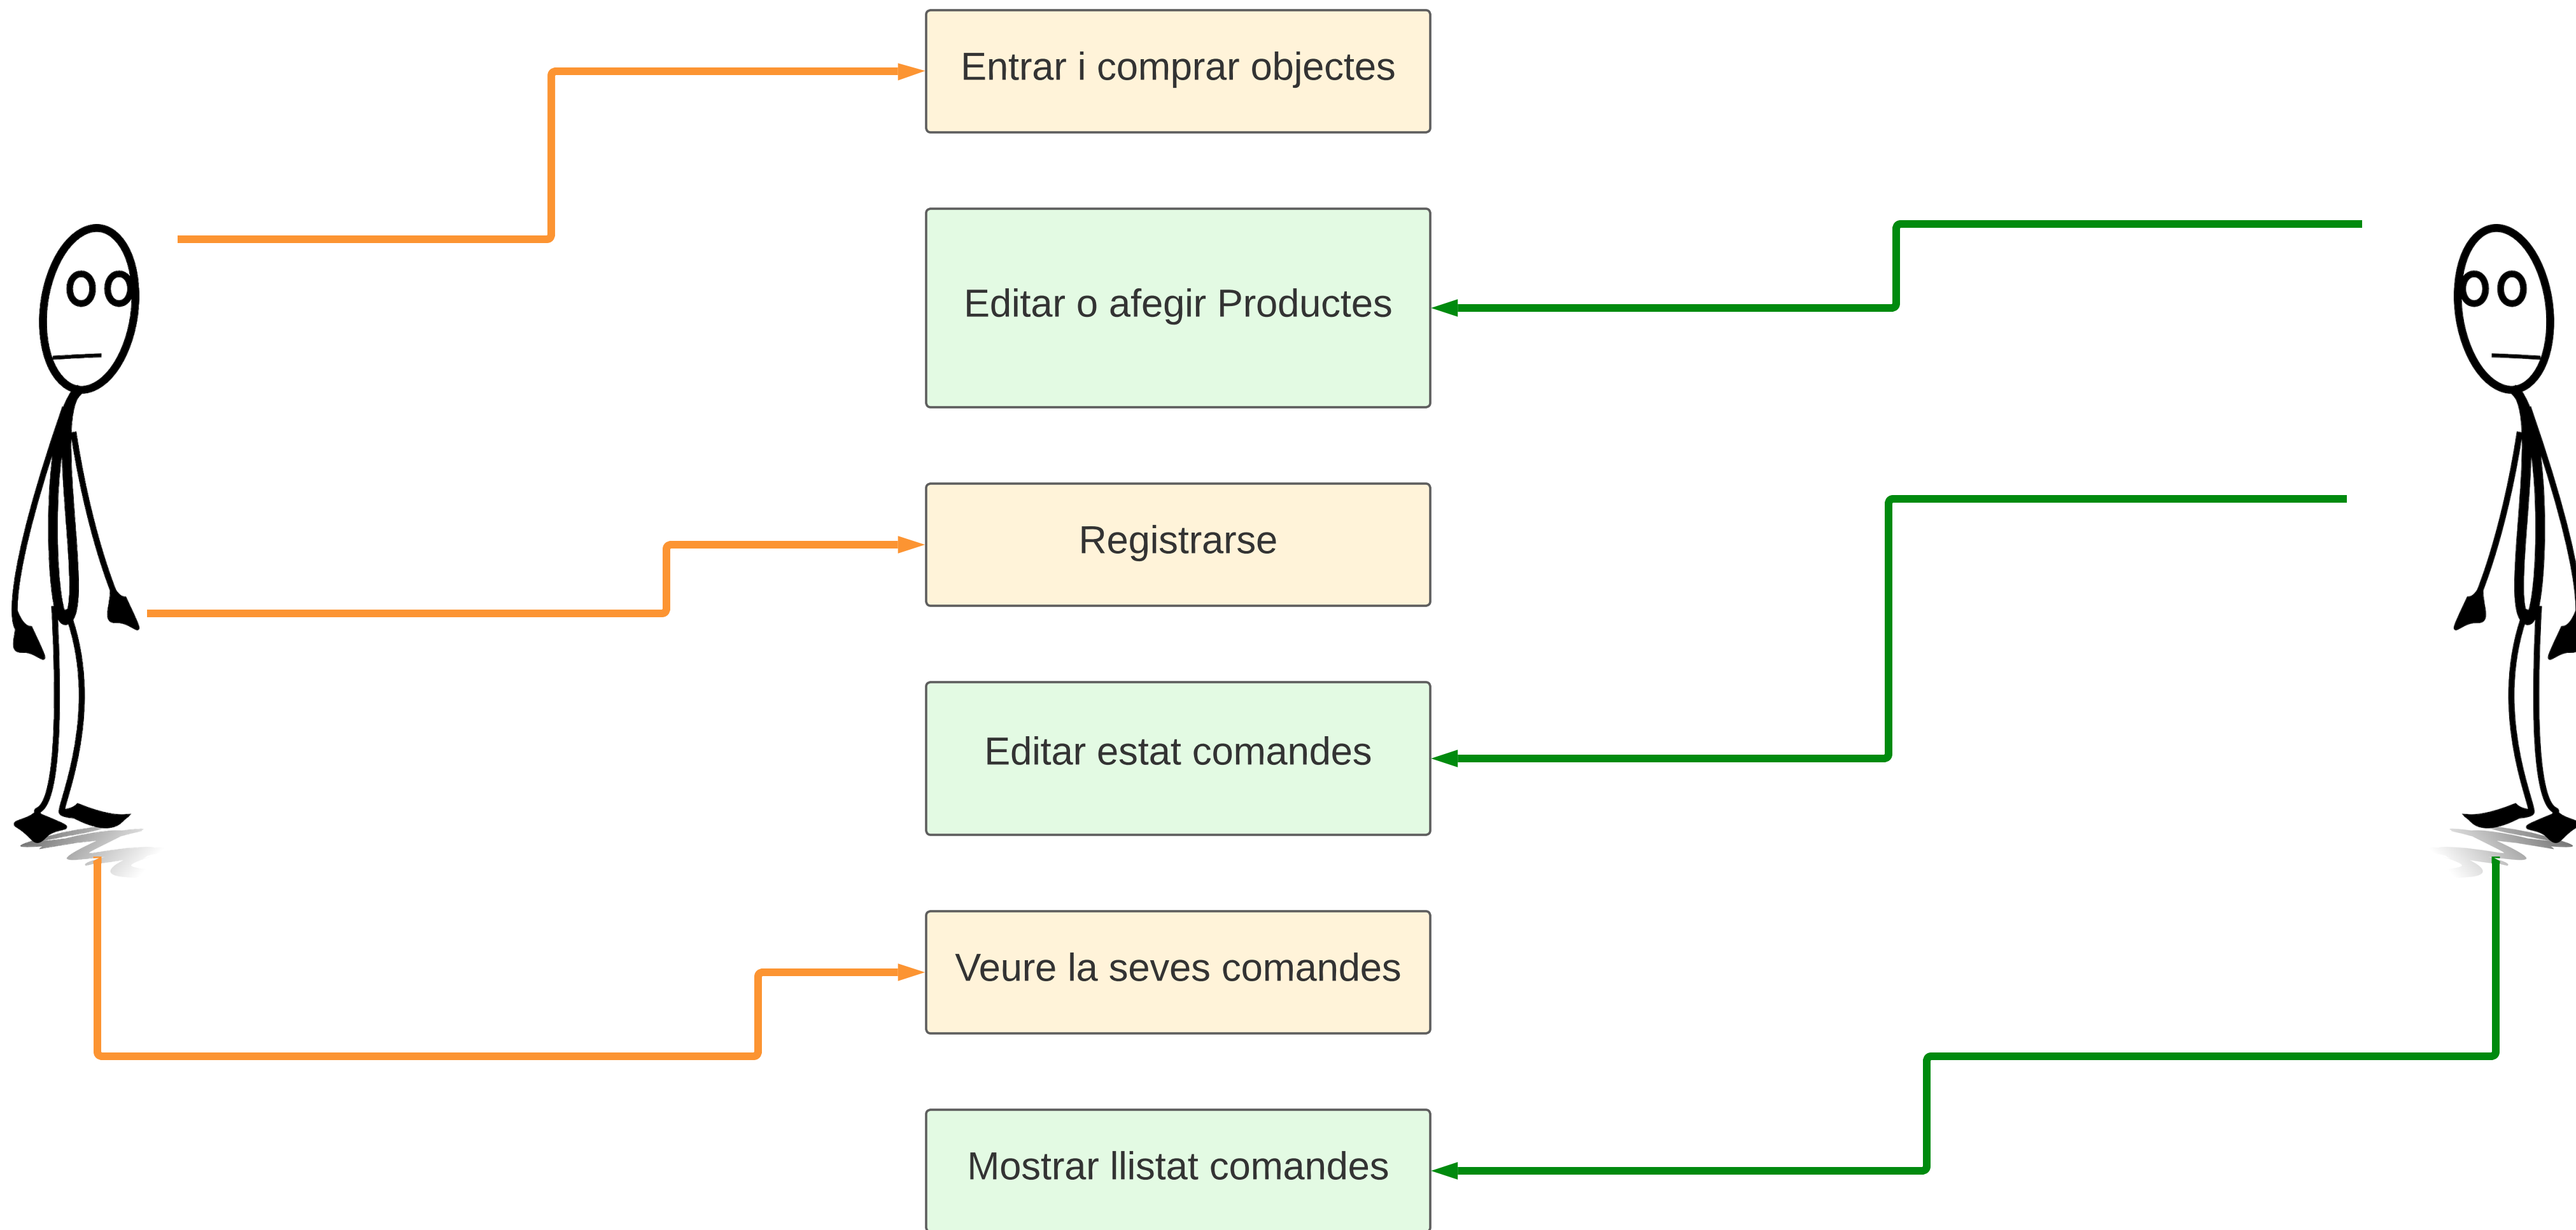 Entrar i comprar objectes
Editar o afegir Productes
Registrarse
Editar estat comandes
Veure la seves comandes
Mostrar llistat comandes